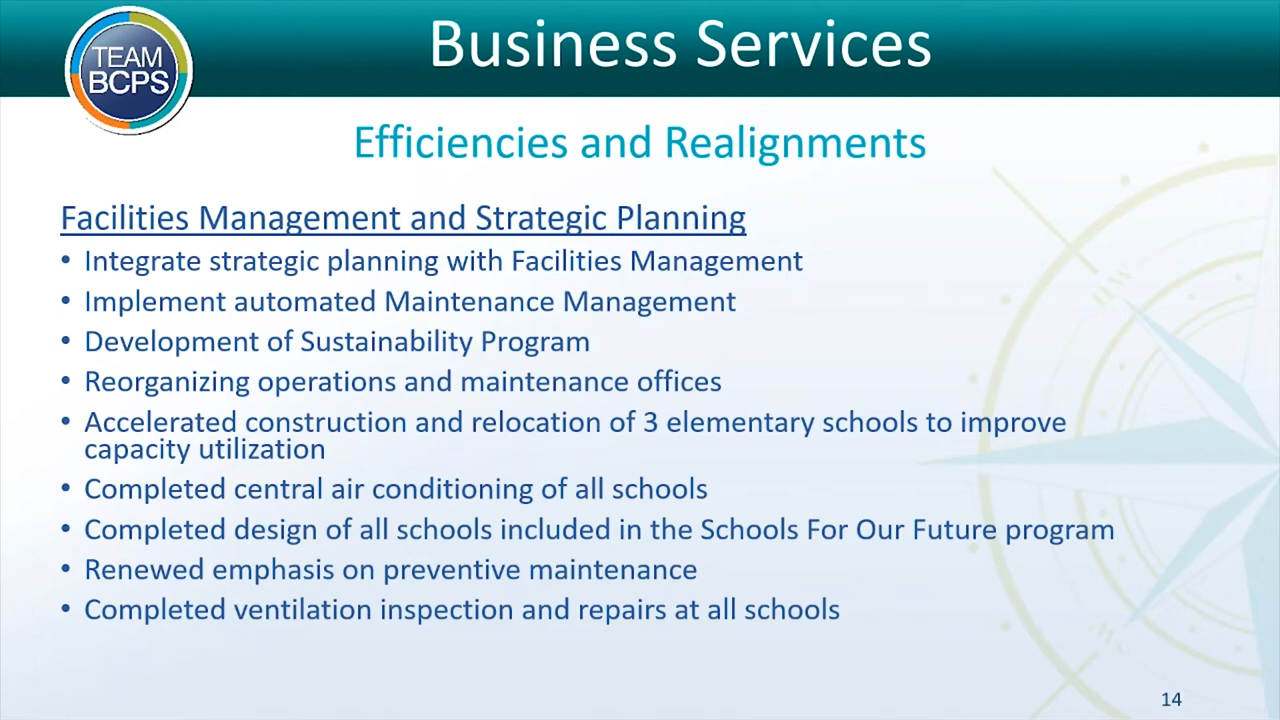 TEAM
BCPS
Business Services
Efficiencies and Realignments
Facilities Management and Strategic Planning
• Integrate strategic planning with Facilities Management
• Implement automated Maintenance Management
• Development of Sustainability Program
• Reorganizing operations and maintenance offices
• Accelerated construction and relocation of 3 elementary schools to improve
capacity utilization
• Completed central air conditioning of all schools
• Completed design of all schools included in the Schools For Our Future program
• Renewed emphasis on preventive maintenance
• Completed ventilation inspection and repairs at all schools
NW
14